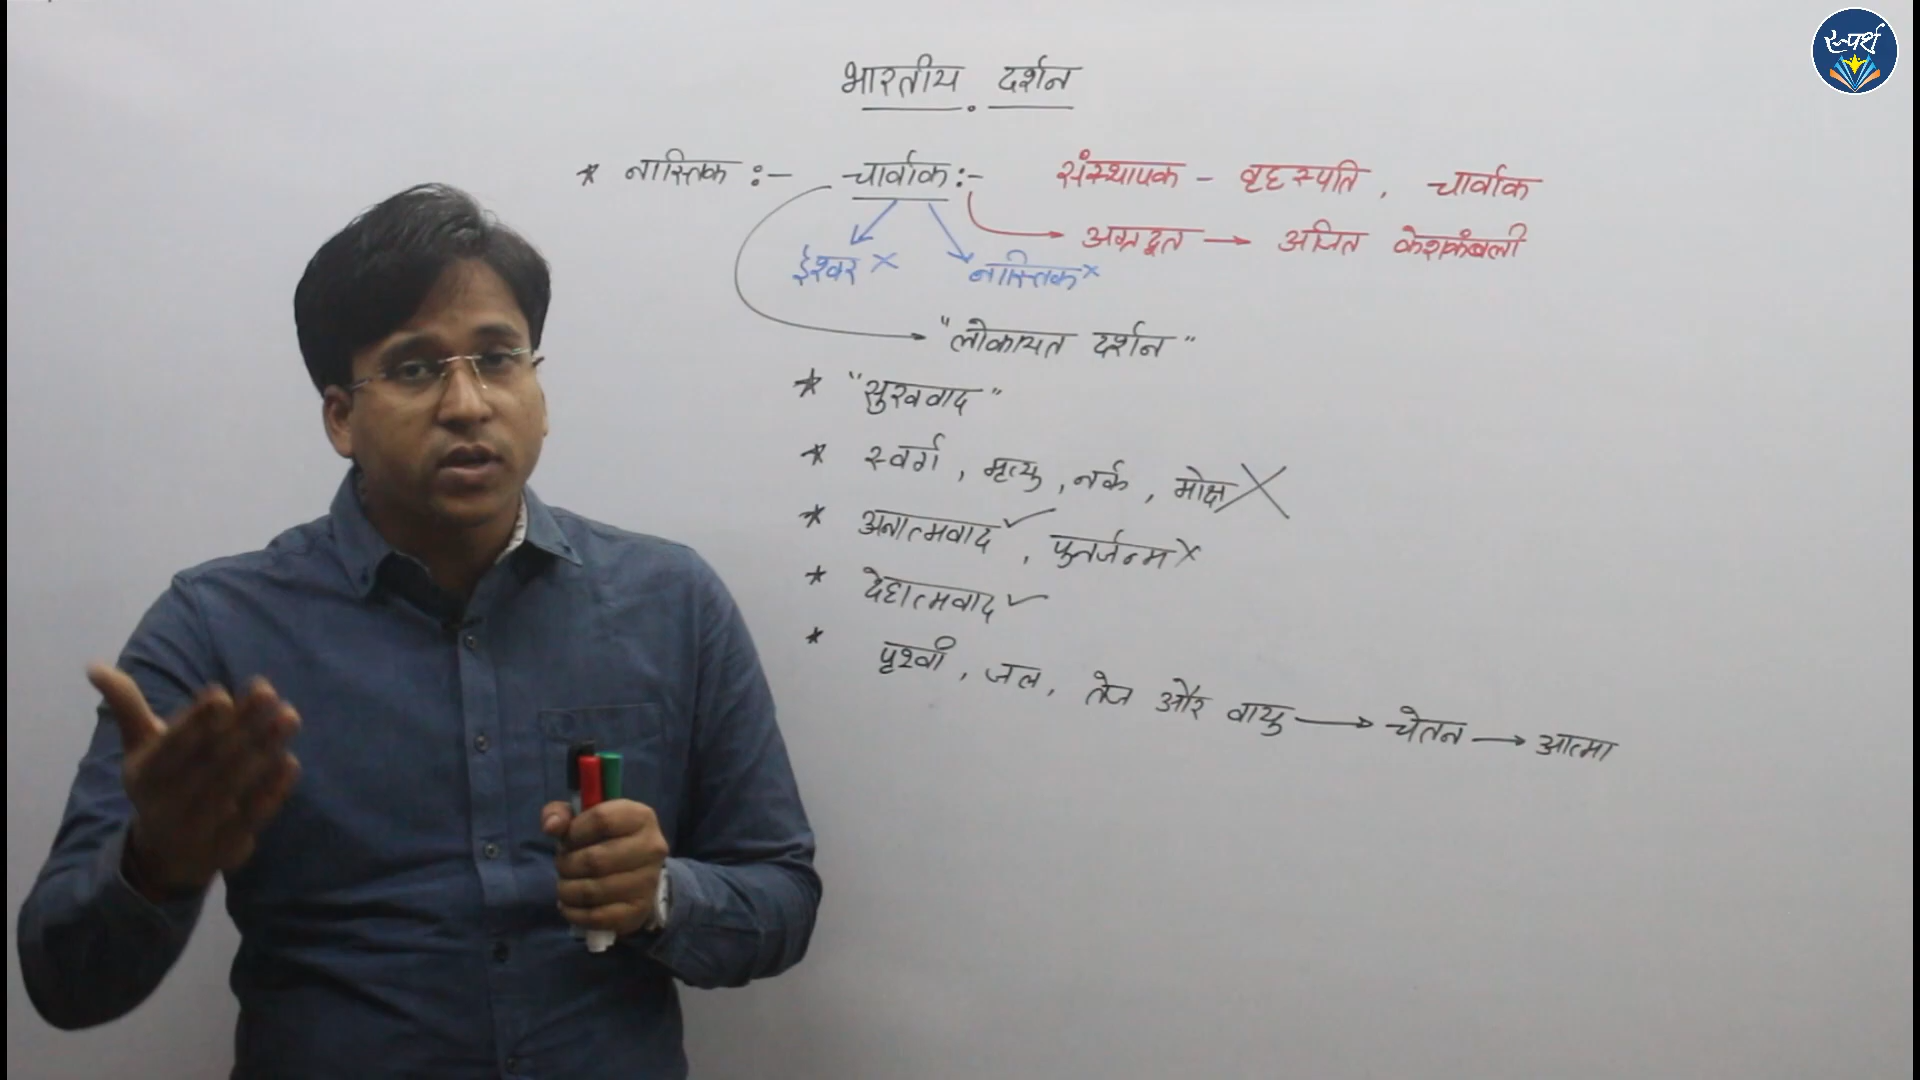 स्पर्श
भारतीय दर्शन
* नास्तिक :- चार्वाक :- संस्थापक - वृहस्पति, चार्वाक
अग्रदूत → अजित केशकंबली
ईश्वर × नास्तिक ×
"लोकायत दर्शन"
* "सुखवाद"
* स्वर्ग, मृत्यु, नर्क, मोक्ष ×
* अनात्मवाद ✓, पुनर्जन्म ×
* देहात्मवाद ✓
* पृथ्वी, जल, तेज और वायु → चेतन → आत्मा